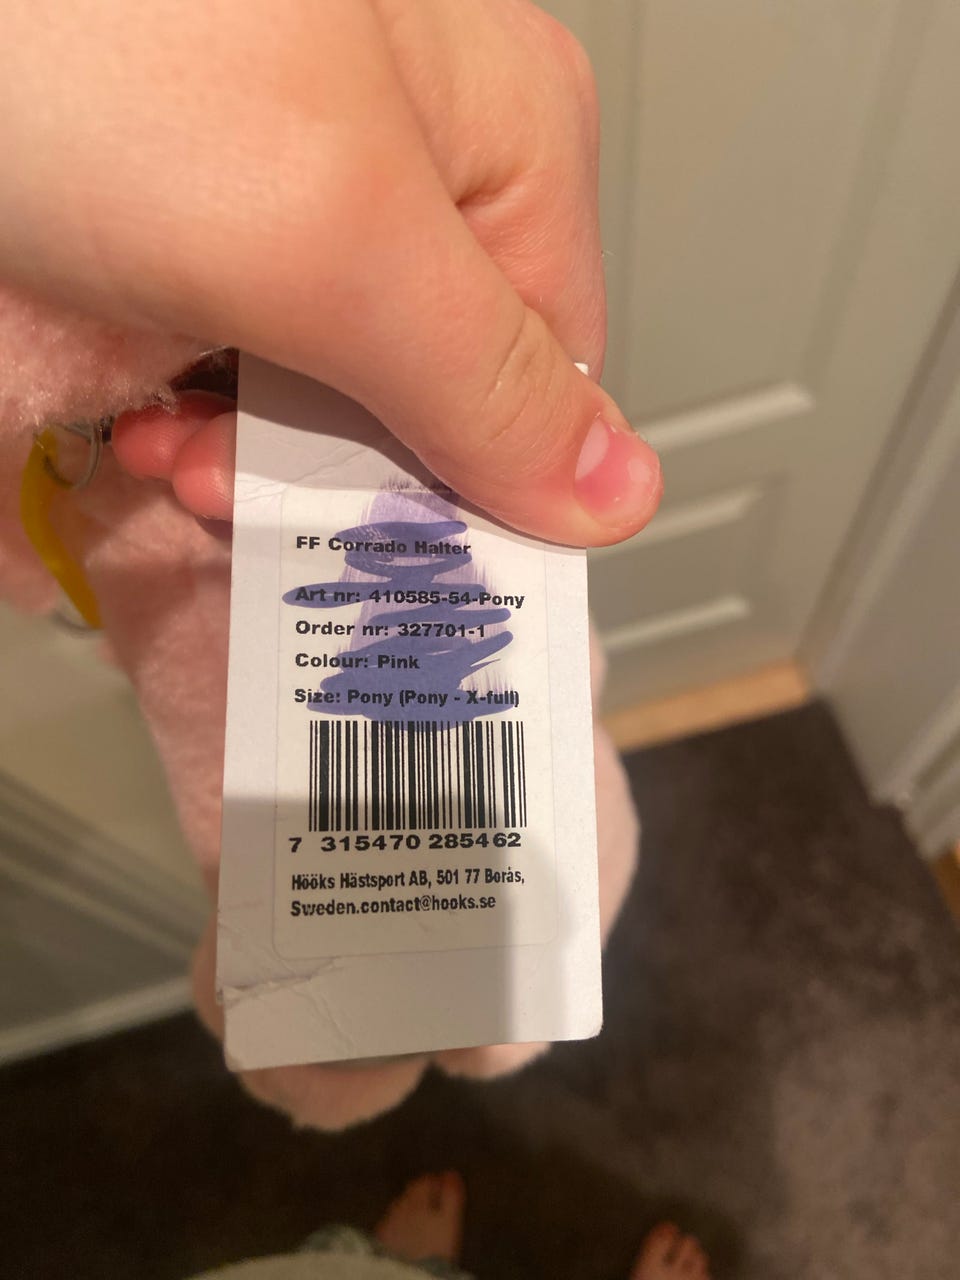 FF Corrado Halter
Art nr: 410585-54-Pony
Order nr: 327701-1
Colour: Pink
Size: Pony (Pony - X-full)
7 315470 285462
Hööks Hästsport AB, 501 77 Borås,
Sweden.contact@hooks.se